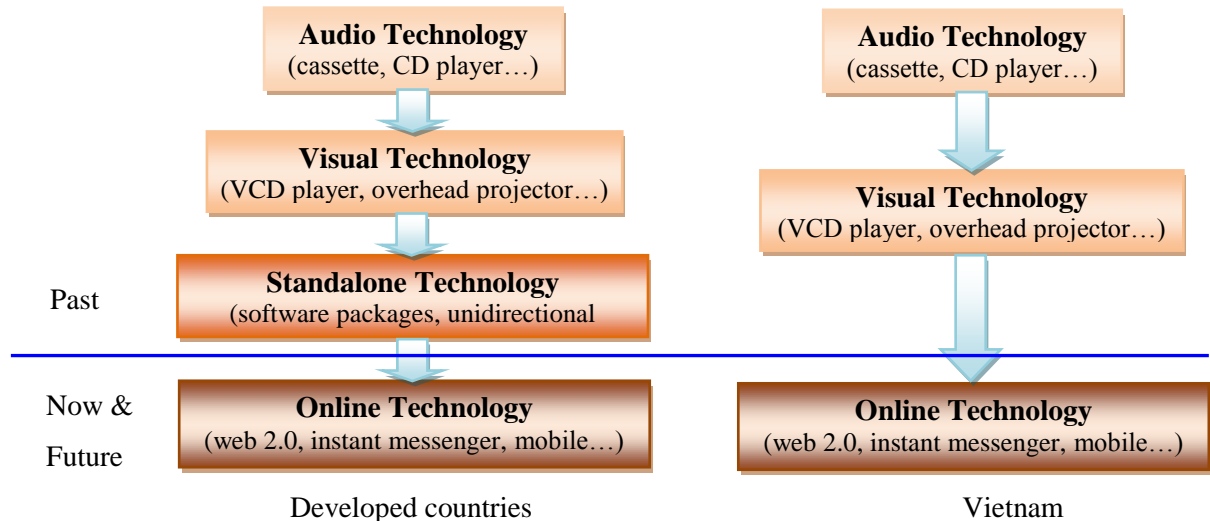 Audio Technology
(cassette, CD player…)
Visual Technology
(VCD player, overhead projector…)
Standalone Technology
(software packages, unidirectional
Past
Now &
Future
Online Technology
(web 2.0, instant messenger, mobile…)
Developed countries
Audio Technology
(cassette, CD player…)
Visual Technology
(VCD player, overhead projector…)
Online Technology
(web 2.0, instant messenger, mobile…)
Vietnam